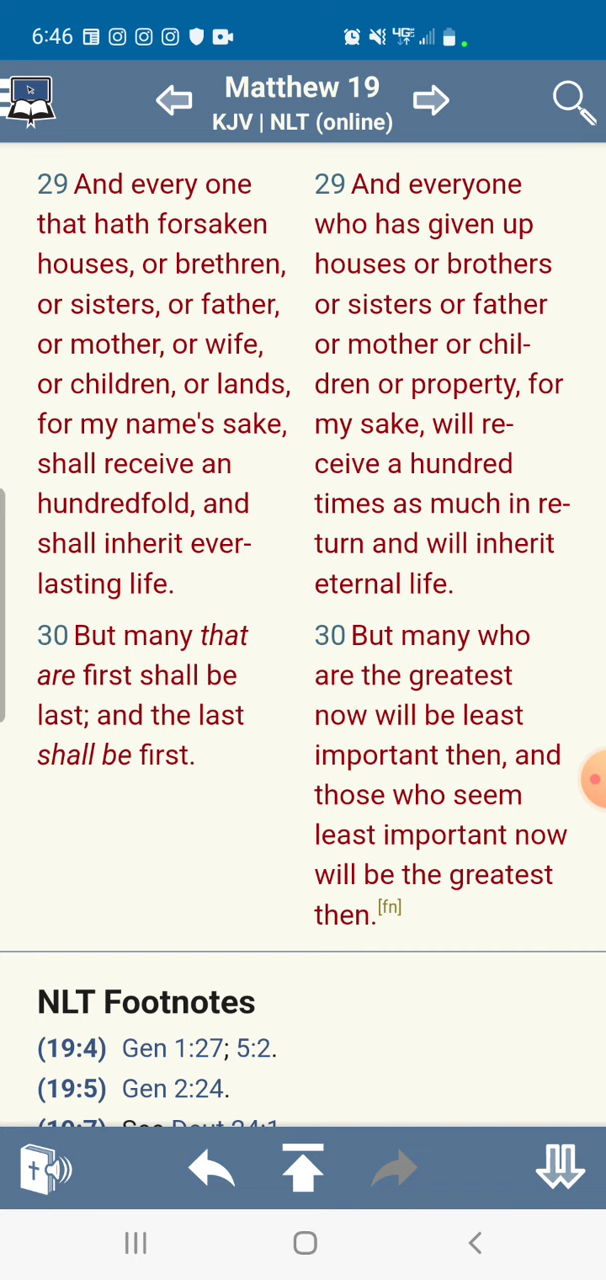 6:46
4GE
Matthew 19
KJV | NLT (online)
29 And every one
that hath forsaken
houses, or brethren,
or sisters, or father,
or mother, or wife,
or children, or lands,
for my name's sake,
shall receive an
hundredfold, and
shall inherit ever-
lasting life.
30 But many that
are first shall be
last; and the last
shall be first.
29 And everyone
who has given up
houses or brothers
or sisters or father
or mother or chil-
dren or property, for
my sake, will re-
ceive a hundred
times as much in re-
turn and will inherit
eternal life.
30 But many who
are the greatest
now will be least
important then, and
those who seem
least important now
will be the greatest
then.[fn]
NLT Footnotes
(19:4) Gen 1:27; 5:2.
(19:5) Gen 2:24.
(19:7) See Deut 24:1